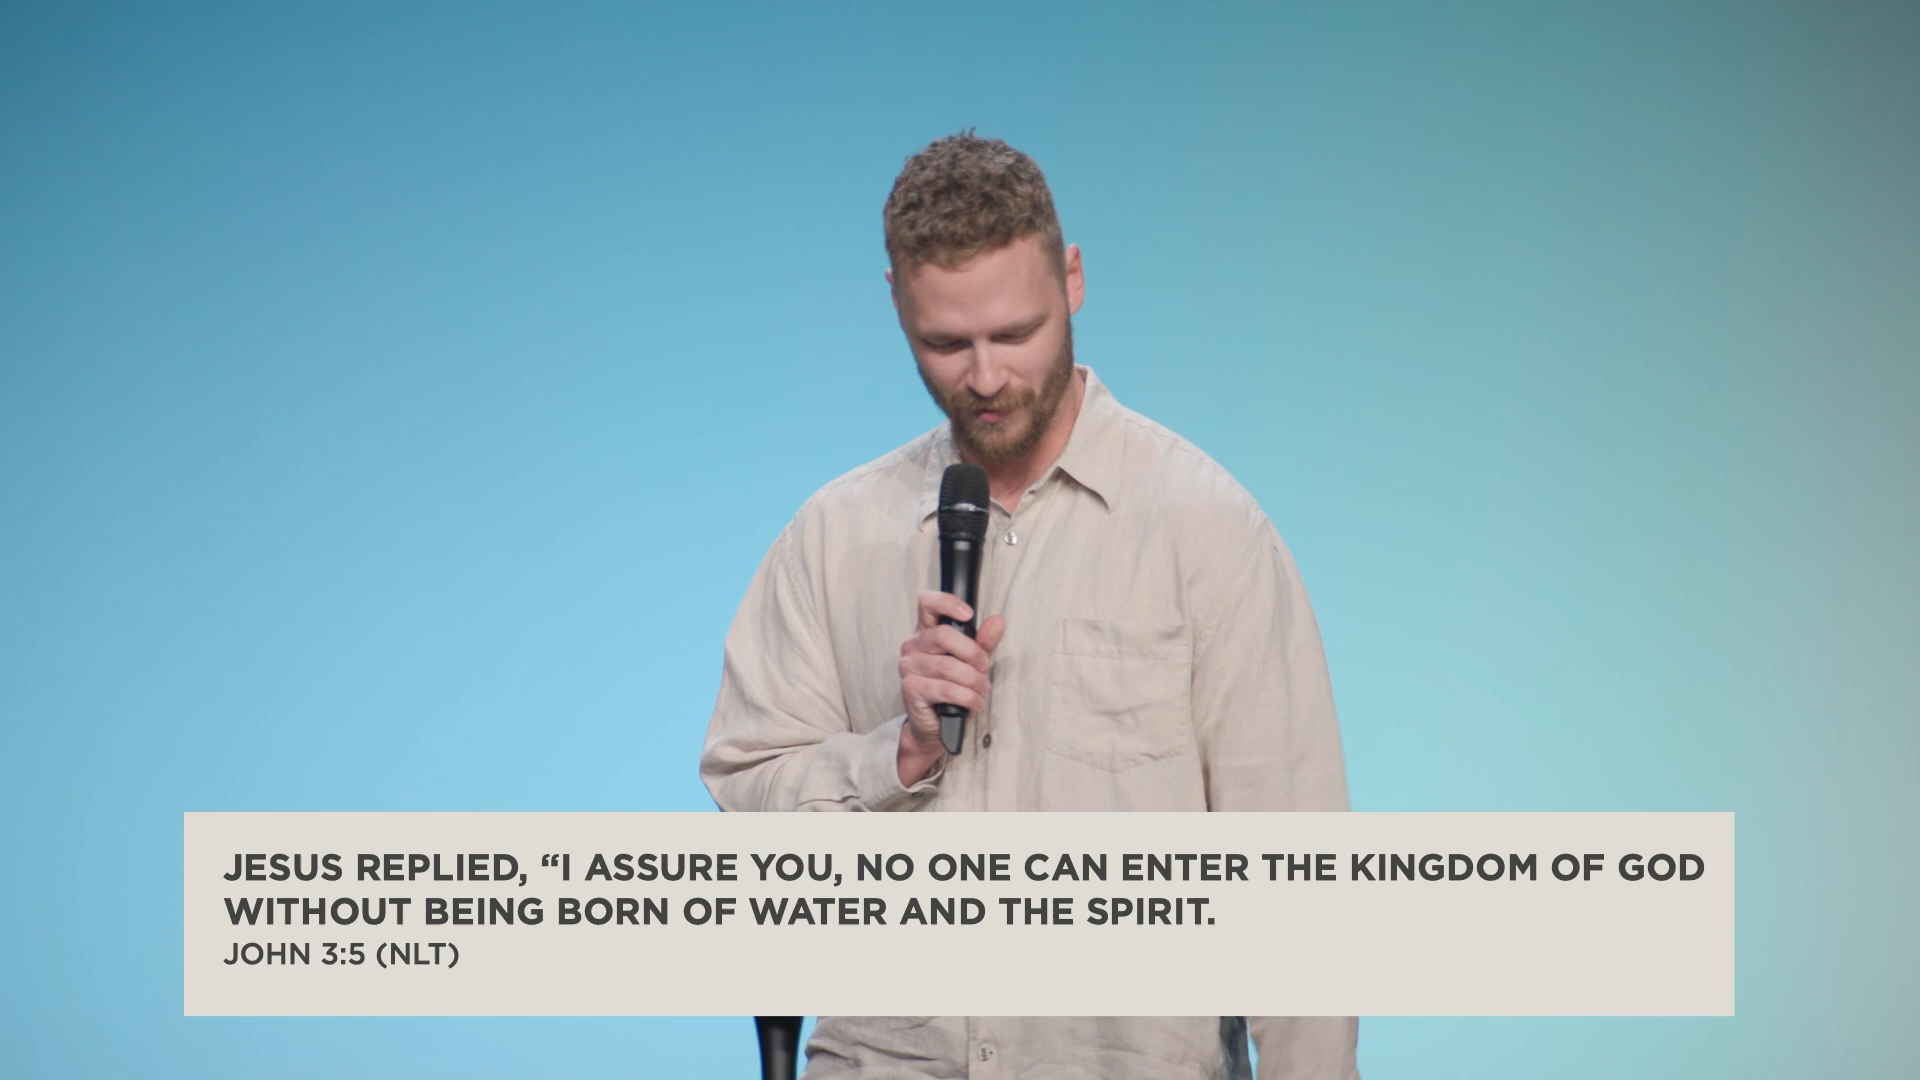 JESUS REPLIED, “I ASSURE YOU, NO ONE CAN ENTER THE KINGDOM OF GOD
WITHOUT BEING BORN OF WATER AND THE SPIRIT.
JOHN 3:5 (NLT)